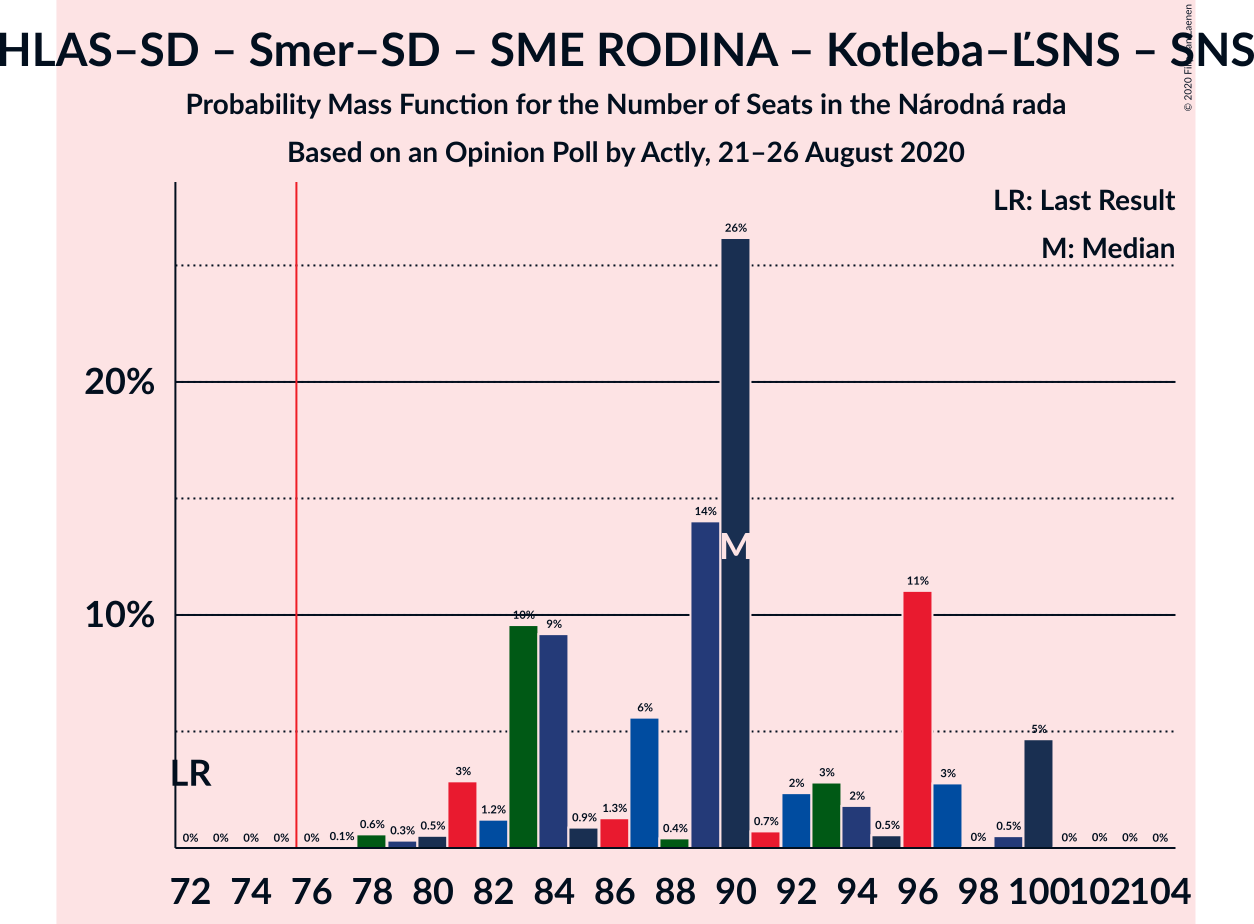 HLAS–SD – Smer–SD – SME RODINA – Kotleba–ĽSNS – SNS
Probability Mass Function for the Number of Seats in the Národná rada
Based on an Opinion Poll by Actly, 21–26 August 2020
© 2020
LR: Last Result
M: Median
26%
20%
14%
M
11%
10%
10%
9%
6%
5%
LR
3%
3%
3%
2%
2%
1.2%
1.3%
0.9%
0.7%
0.6%
0.5%
0.5%
0.5%
0.4%
0.3%
0.1%
0% 0% 0% 0% 0% 0% 0% 0% 0% 0%
72 74 76 78 80 82 84 86 88 90 92 94 96 98 100 102 104